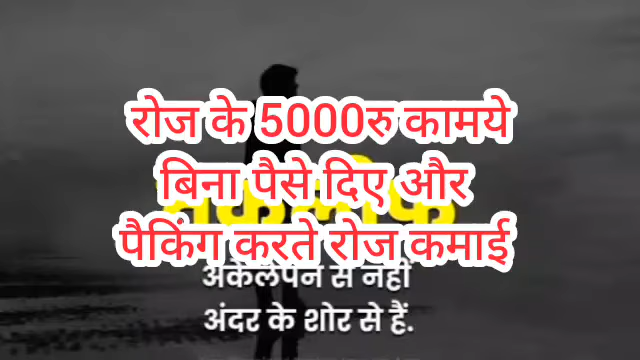 रोज के 5000रु कामये
बिना पैसे दिए और
पैकिंग करते रोज कमाई
अकेलेपन से नहीं
अंदर के शोर से हैं.